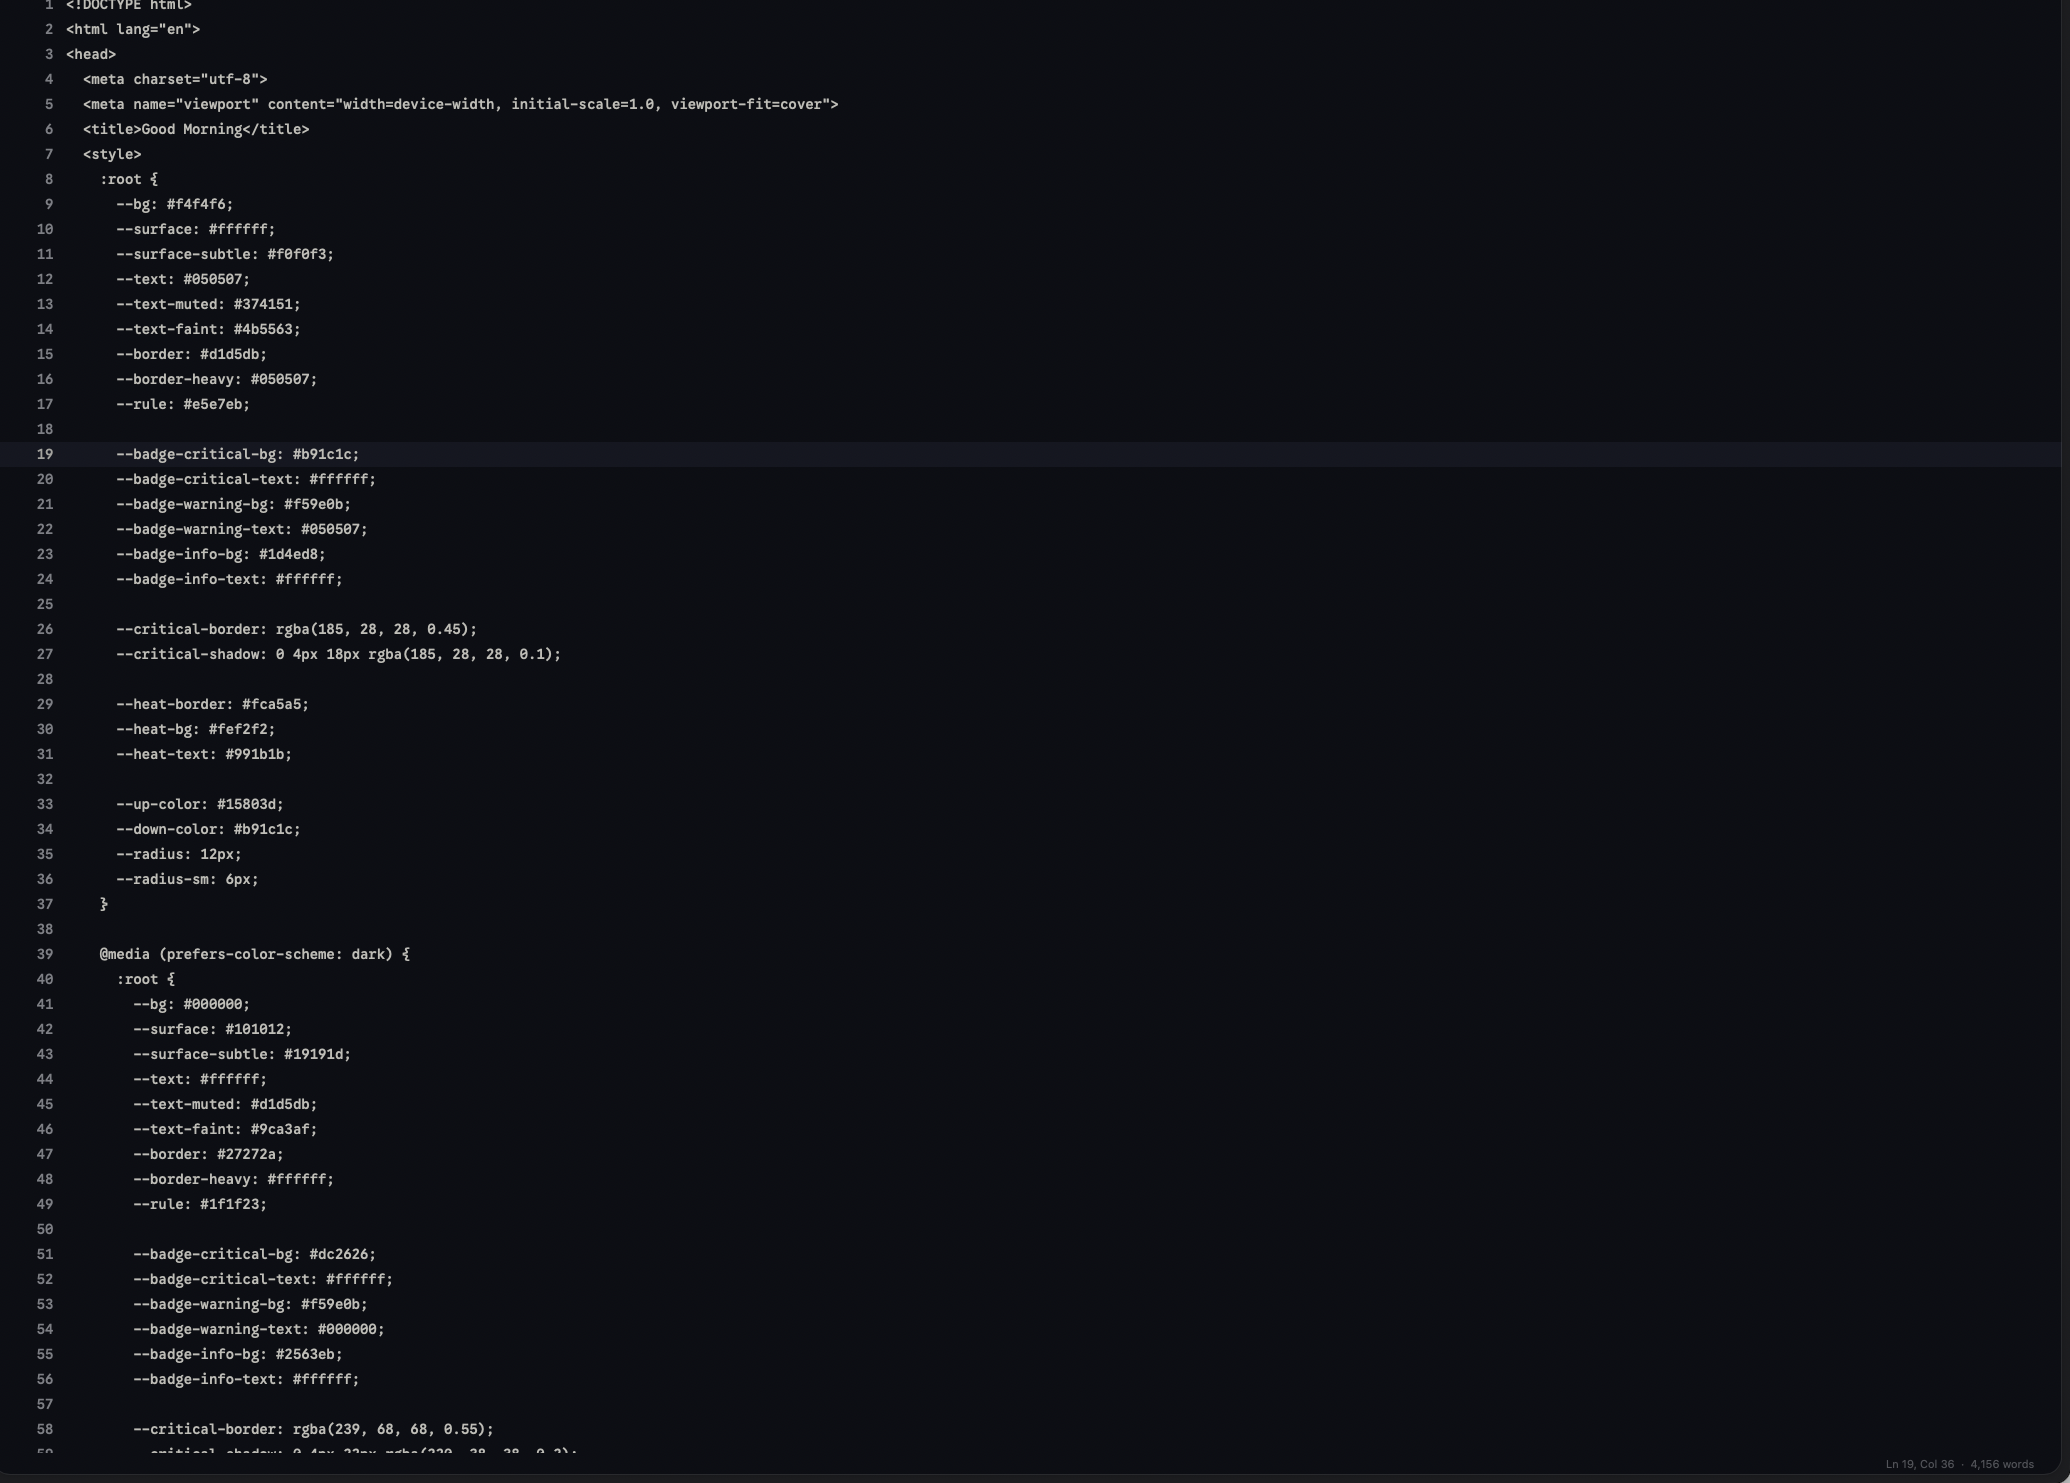 1 <!DOCTYPE html>
2 <html lang="en">
3 <head>
4   <meta charset="utf-8">
5   <meta name="viewport" content="width=device-width, initial-scale=1.0, viewport-fit=cover">
6   <title>Good Morning</title>
7   <style>
8     :root {
9       --bg: #f4f4f6;
10       --surface: #ffffff;
11       --surface-subtle: #f0f0f3;
12       --text: #050507;
13       --text-muted: #374151;
14       --text-faint: #4b5563;
15       --border: #d1d5db;
16       --border-heavy: #050507;
17       --rule: #e5e7eb;
18
19       --badge-critical-bg: #b91c1c;
20       --badge-critical-text: #ffffff;
21       --badge-warning-bg: #f59e0b;
22       --badge-warning-text: #050507;
23       --badge-info-bg: #1d4ed8;
24       --badge-info-text: #ffffff;
25
26       --critical-border: rgba(185, 28, 28, 0.45);
27       --critical-shadow: 0 4px 18px rgba(185, 28, 28, 0.1);
28
29       --heat-border: #fca5a5;
30       --heat-bg: #fef2f2;
31       --heat-text: #991b1b;
32
33       --up-color: #15803d;
34       --down-color: #b91c1c;
35       --radius: 12px;
36       --radius-sm: 6px;
37     }
38
39     @media (prefers-color-scheme: dark) {
40       :root {
41         --bg: #000000;
42         --surface: #101012;
43         --surface-subtle: #19191d;
44         --text: #ffffff;
45         --text-muted: #d1d5db;
46         --text-faint: #9ca3af;
47         --border: #27272a;
48         --border-heavy: #ffffff;
49         --rule: #1f1f23;
50
51         --badge-critical-bg: #dc2626;
52         --badge-critical-text: #ffffff;
53         --badge-warning-bg: #f59e0b;
54         --badge-warning-text: #000000;
55         --badge-info-bg: #2563eb;
56         --badge-info-text: #ffffff;
57
58         --critical-border: rgba(239, 68, 68, 0.55);
Ln 19, Col 36 · 4,156 words